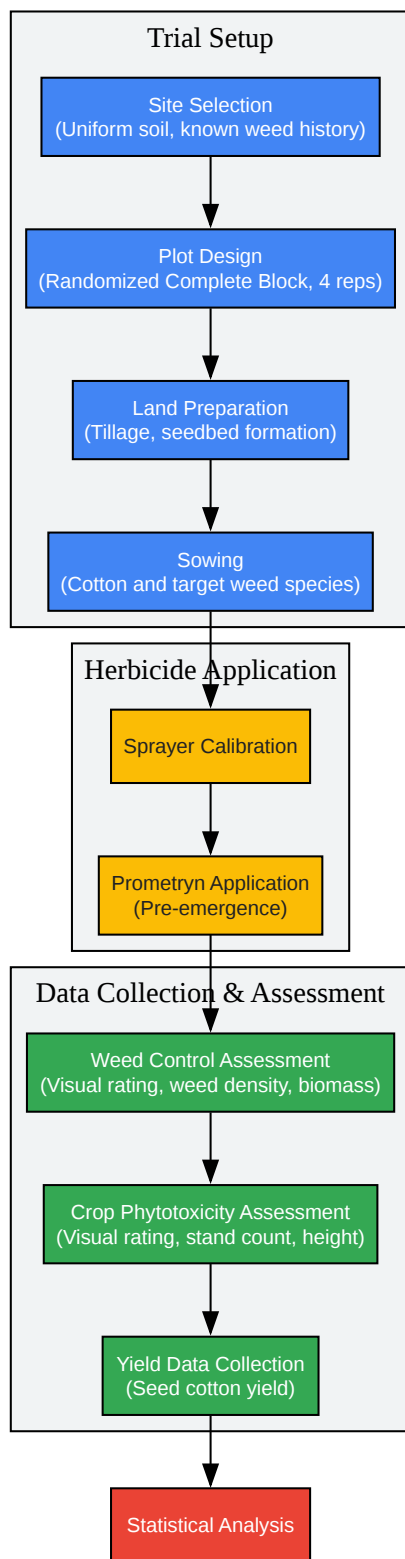 Trial Setup
Site Selection
(Uniform soil, known weed history)
Plot Design
(Randomized Complete Block, 4 reps)
Land Preparation
(Tillage, seedbed formation)
Sowing
(Cotton and target weed species)
Herbicide Application
Sprayer Calibration
Prometryn Application
(Pre-emergence)
Data Collection & Assessment
Weed Control Assessment
(Visual rating, weed density, biomass)
Crop Phytotoxicity Assessment
(Visual rating, stand count, height)
Yield Data Collection
(Seed cotton yield)
Statistical Analysis